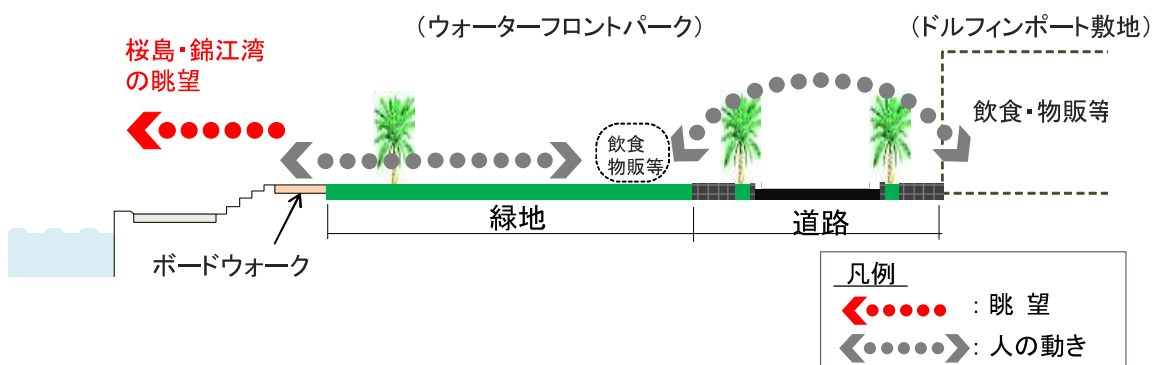 (ウォーターフロントパーク)
(ドルフィンポート敷地)
桜島・錦江湾
の眺望
飲食・物販等
飲食
物販等
緑地
道路
ボードウォーク
凡例
：眺 望
：人の動き